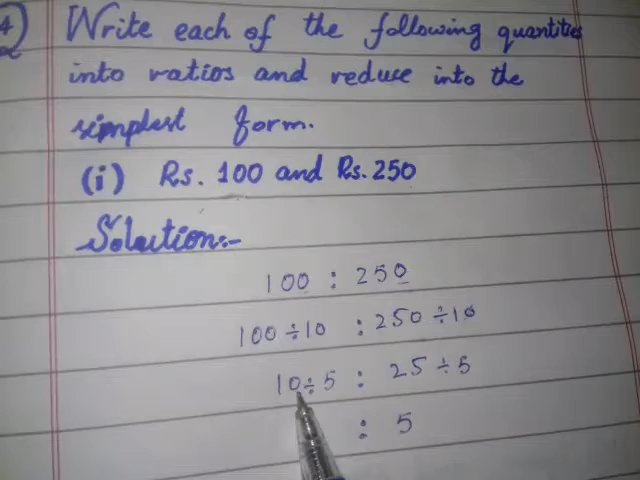 4)
Write each of the following quantities
into ratios and reduce into the
simplest form.
(i) Rs. 100 and Rs. 250
Solution:-
100 : 250
100 ÷ 10 : 250 ÷ 10
10 ÷ 5 : 25 ÷ 5
: 5